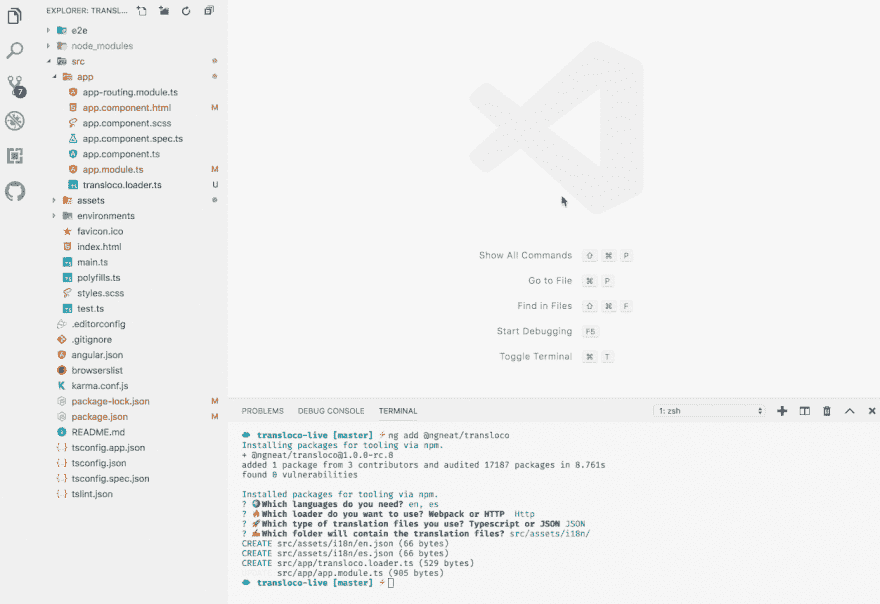 EXPLORER: TRANSL...
e2e
node_modules
src
app
app-routing.module.ts
app.component.html M
app.component.scss
app.component.spec.ts
app.component.ts
app.module.ts M
transloco.loader.ts U
assets
environments
favicon.ico
index.html
main.ts
polyfills.ts
styles.scss
test.ts
.editorconfig
.gitignore
angular.json
browserslist
karma.conf.js
package-lock.json M
package.json M
README.md
tsconfig.app.json
tsconfig.json
tsconfig.spec.json
tslint.json
7
Show All Commands ⇧ ⌘ P
Go to File ⌘ P
Find in Files ⇧ ⌘ F
Start Debugging F5
Toggle Terminal ⌘ T
PROBLEMS DEBUG CONSOLE TERMINAL 1: zsh
transloco-live [master] ⚡ng add @ngneat/transloco
Installing packages for tooling via npm.
+ @ngneat/transloco@1.0.0-rc.8
added 1 package from 3 contributors and audited 17187 packages in 8.761s
found 0 vulnerabilities
Installed packages for tooling via npm.
? 🌍Which languages do you need? en, es
? 🔥Which loader do you want to use? Webpack or HTTP Http
? 🚀Which type of translation files you use? Typescript or JSON JSON
? ✍Which folder will contain the translation files? src/assets/i18n/
CREATE src/assets/i18n/en.json (66 bytes)
CREATE src/assets/i18n/es.json (66 bytes)
CREATE src/app/transloco.loader.ts (529 bytes)
src/app/app.module.ts (905 bytes)
transloco-live [master] ⚡